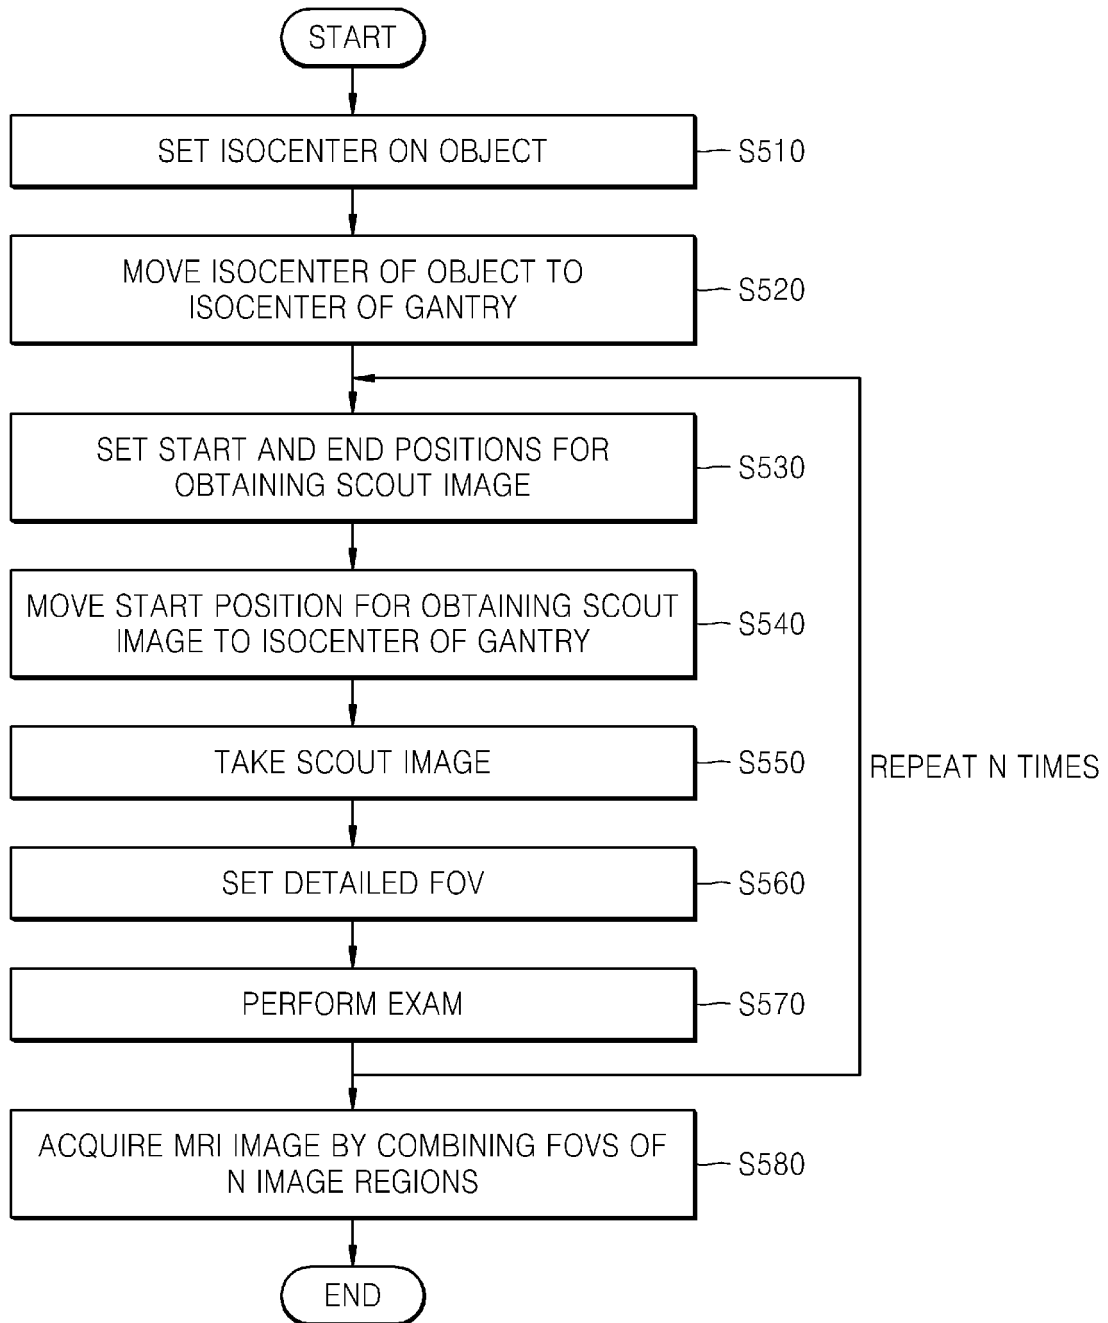 START
SET ISOCENTER ON OBJECT
S510
MOVE ISOCENTER OF OBJECT TO
ISOCENTER OF GANTRY
S520
SET START AND END POSITIONS FOR
OBTAINING SCOUT IMAGE
S530
MOVE START POSITION FOR OBTAINING SCOUT
IMAGE TO ISOCENTER OF GANTRY
S540
TAKE SCOUT IMAGE
S550
REPEAT N TIMES
SET DETAILED FOV
S560
PERFORM EXAM
S570
ACQUIRE MRI IMAGE BY COMBINING FOVS OF
N IMAGE REGIONS
S580
END